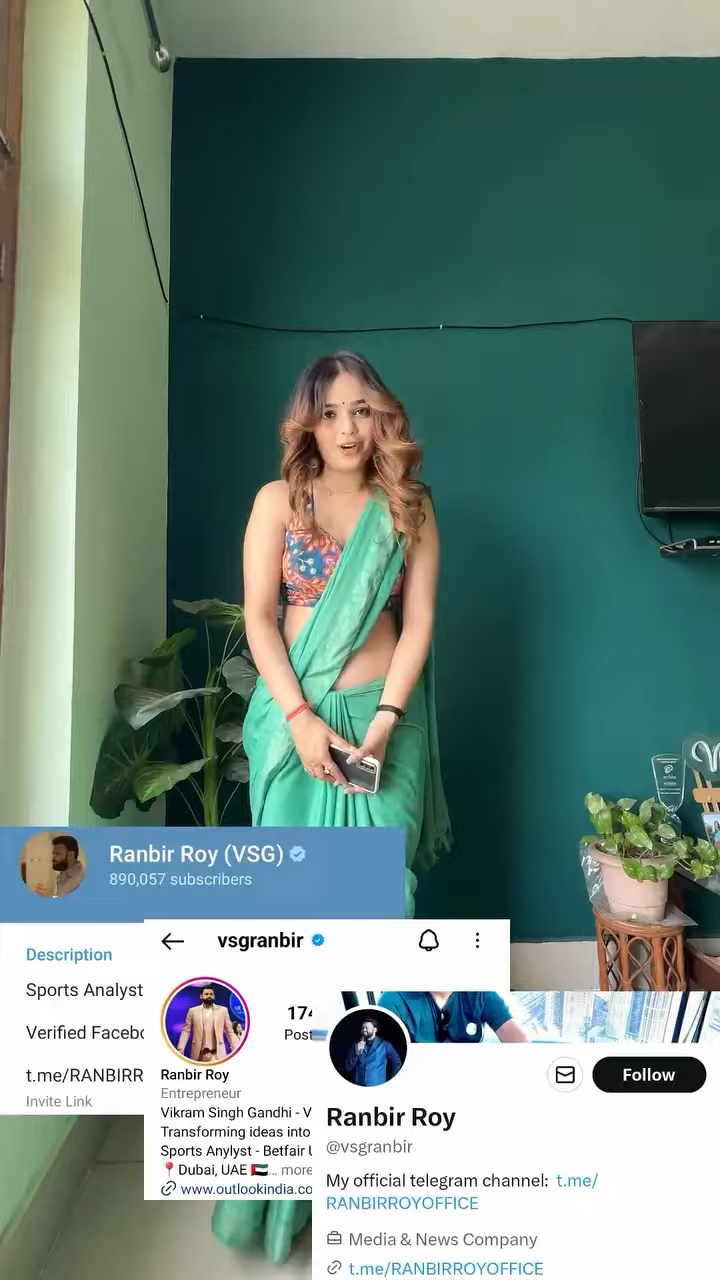 Ranbir Roy (VSG)
890,057 subscribers
Description
Sports Analyst
Verified Facebo
t.me/RANBIRR
Invite Link
vsgranbir
174
Post
Ranbir Roy
Entrepreneur
Vikram Singh Gandhi - V
Transforming ideas into
Sports Anylyst - Betfair U
📍Dubai, UAE 🇦🇪... more
www.outlookindia.co
Follow
Ranbir Roy
@vsgranbir
My official telegram channel: t.me/
RANBIRROYOFFICE
Media & News Company
t.me/RANBIRROYOFFICE